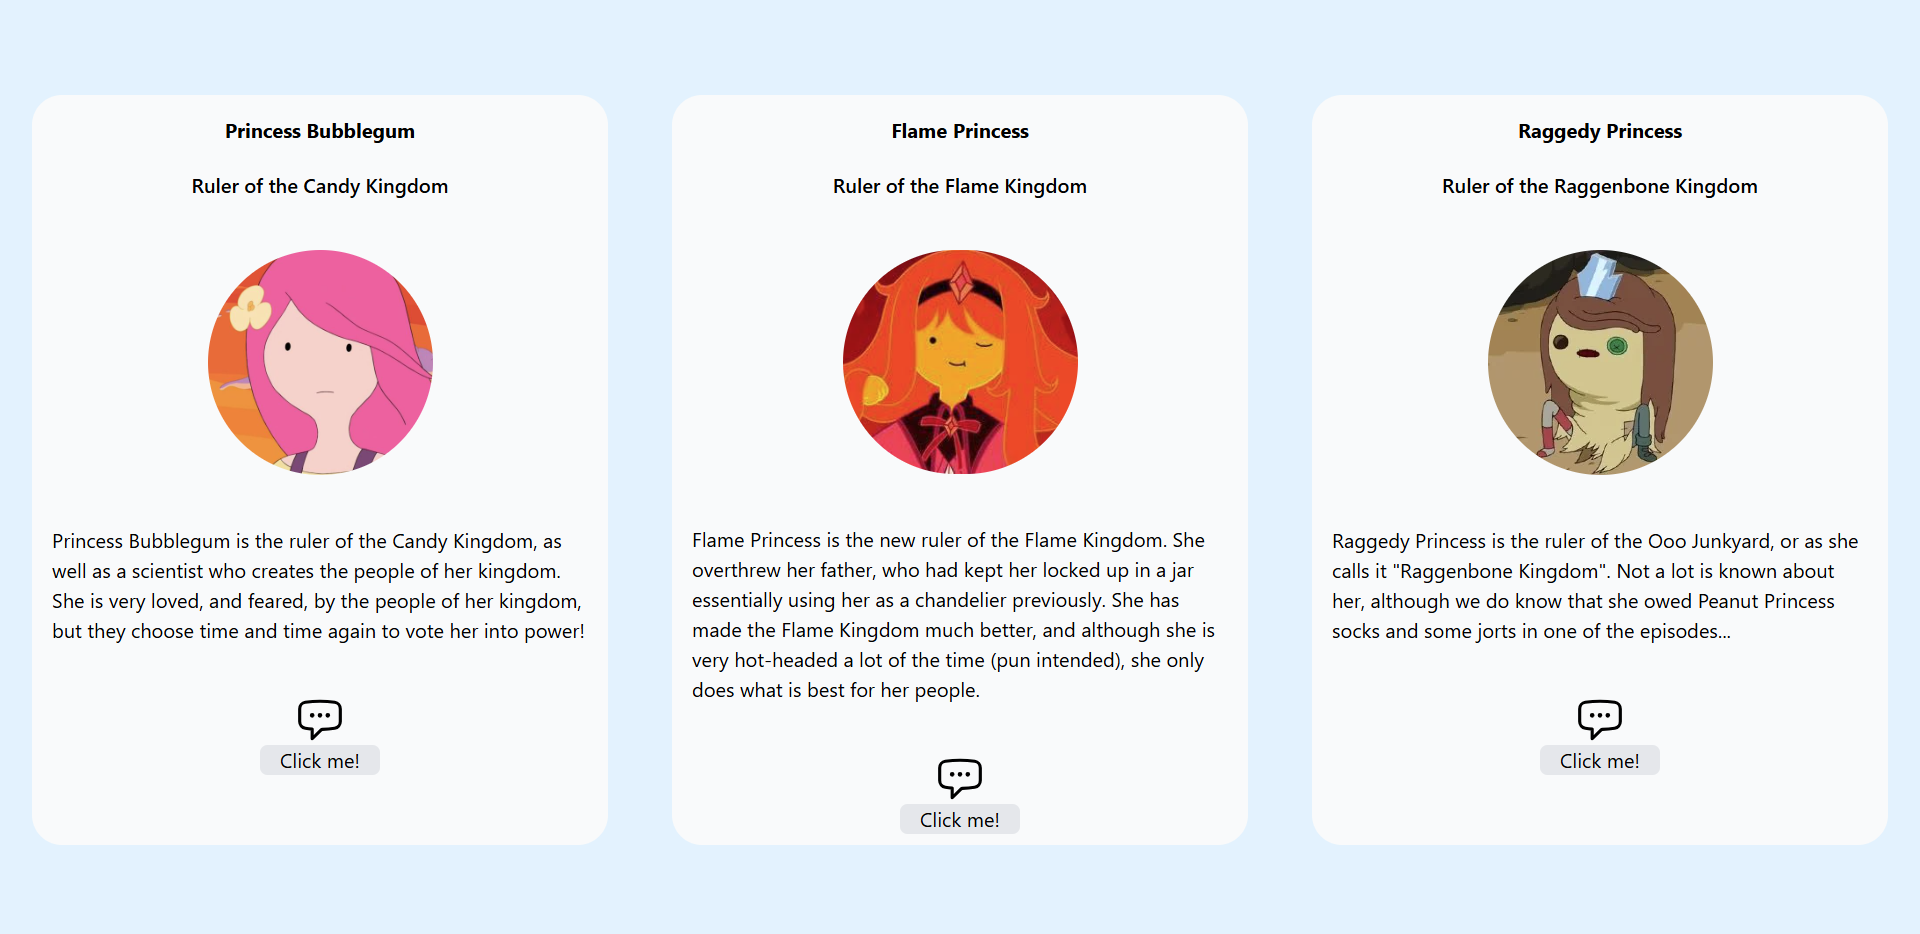 Princess Bubblegum
Ruler of the Candy Kingdom
Princess Bubblegum is the ruler of the Candy Kingdom, as
well as a scientist who creates the people of her kingdom.
She is very loved, and feared, by the people of her kingdom,
but they choose time and time again to vote her into power!
Click me!
Flame Princess
Ruler of the Flame Kingdom
Flame Princess is the new ruler of the Flame Kingdom. She
overthrew her father, who had kept her locked up in a jar
essentially using her as a chandelier previously. She has
made the Flame Kingdom much better, and although she is
very hot-headed a lot of the time (pun intended), she only
does what is best for her people.
Click me!
Raggedy Princess
Ruler of the Raggenbone Kingdom
Raggedy Princess is the ruler of the Ooo Junkyard, or as she
calls it "Raggenbone Kingdom". Not a lot is known about
her, although we do know that she owed Peanut Princess
socks and some jorts in one of the episodes...
Click me!